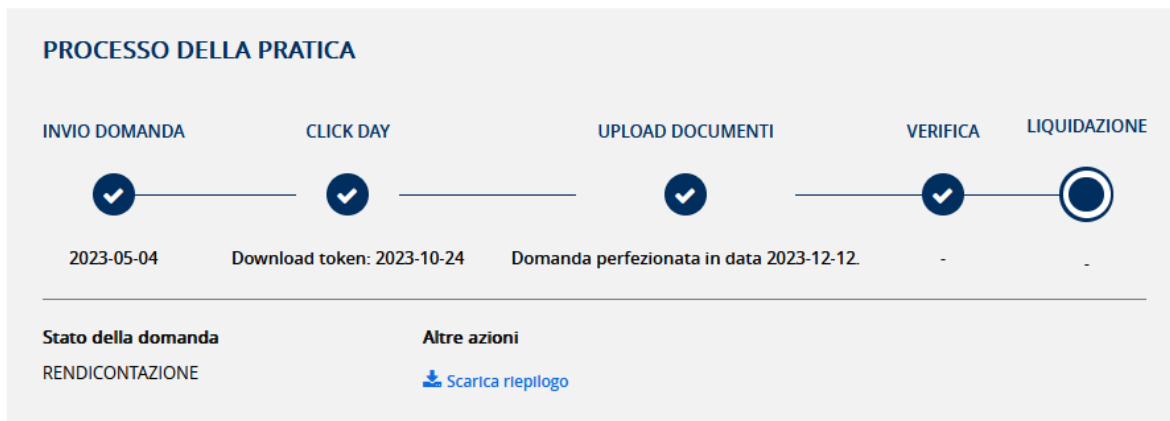 PROCESSO DELLA PRATICA
INVIO DOMANDA CLICK DAY UPLOAD DOCUMENTI VERIFICA LIQUIDAZIONE
2023-05-04 Download token: 2023-10-24 Domanda perfezionata in data 2023-12-12. - -
Stato della domanda Altre azioni
RENDICONTAZIONE Scarica riepilogo